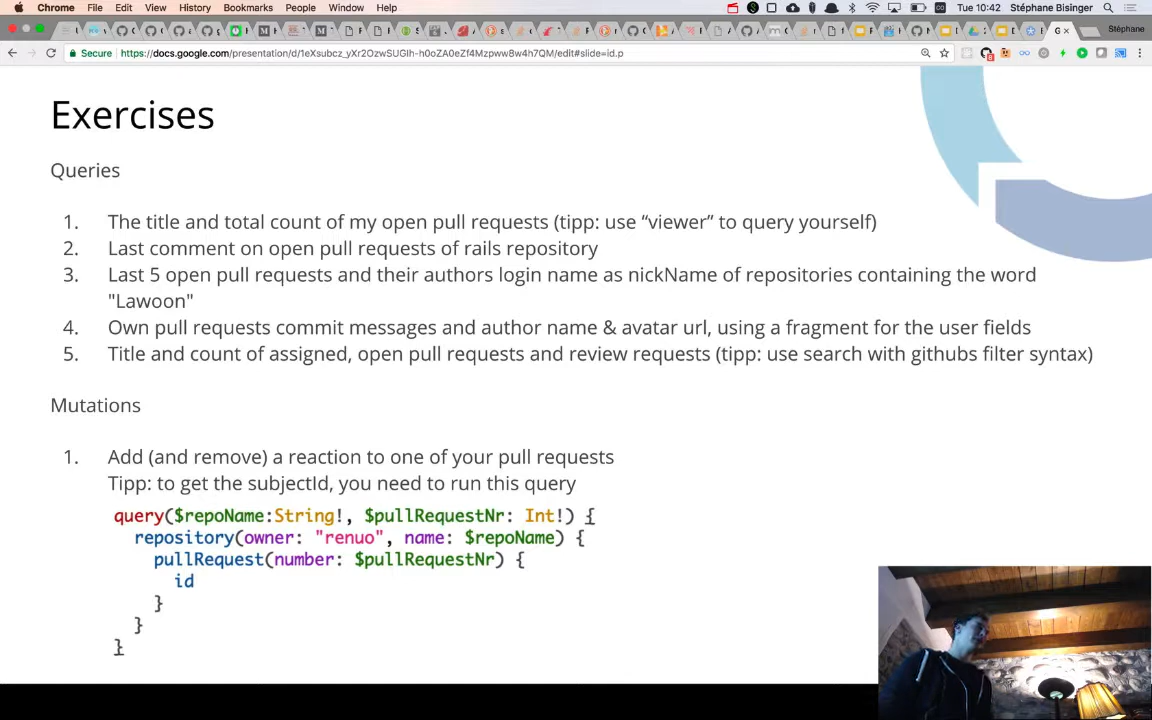 Chrome File Edit View History Bookmarks People Window Help Tue 10:42 Stéphane Bisinger
Stéphane
Secure https://docs.google.com/presentation/d/1eXsubcz_yXr2OzwSUGIh-h0oZA0eZf4Mzpww8w4h7QM/edit#slide=id.p
Exercises
Queries
1. The title and total count of my open pull requests (tipp: use “viewer” to query yourself)
2. Last comment on open pull requests of rails repository
3. Last 5 open pull requests and their authors login name as nickName of repositories containing the word
"Lawoon"
4. Own pull requests commit messages and author name & avatar url, using a fragment for the user fields
5. Title and count of assigned, open pull requests and review requests (tipp: use search with githubs filter syntax)
Mutations
1. Add (and remove) a reaction to one of your pull requests
Tipp: to get the subjectId, you need to run this query
query($repoName:String!, $pullRequestNr: Int!) {
repository(owner: "renuo", name: $repoName) {
pullRequest(number: $pullRequestNr) {
id
}
}
}